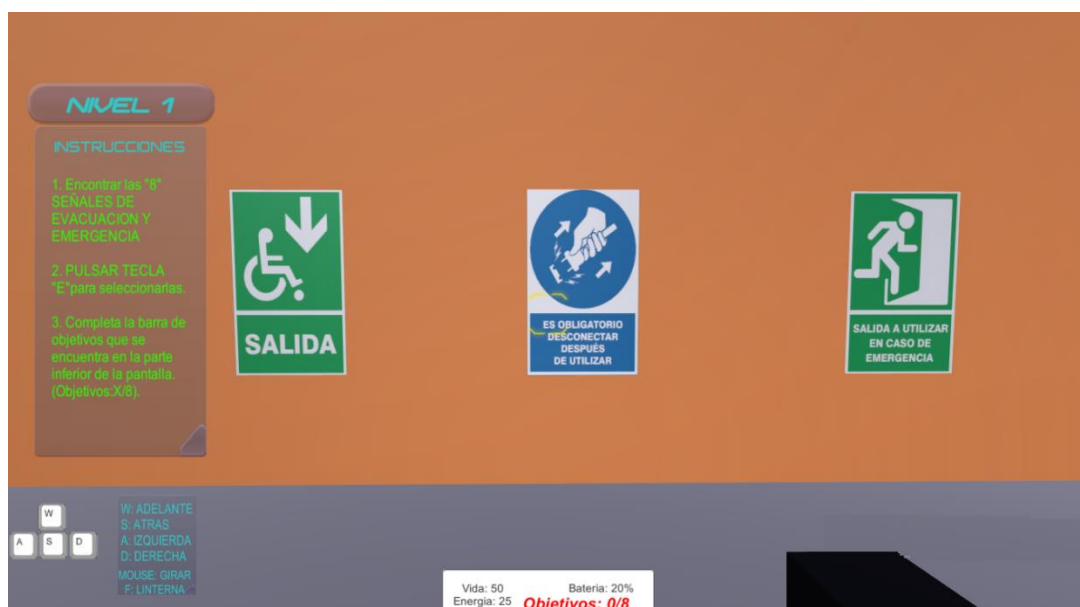 NIVEL 1
INSTRUCCIONES
1. Encontrar las "8"
SEÑALES DE
EVACUACION Y
EMERGENCIA
2. PULSAR TECLA
"E"para seleccionarlas.
3. Completa la barra de
objetivos que se
encuentra en la parte
inferior de la pantalla.
(Objetivos:X/8).
SALIDA
ES OBLIGATORIO
DESCONECTAR
DESPUÉS
DE UTILIZAR
SALIDA A UTILIZAR
EN CASO DE
EMERGENCIA
W
A S D
W: ADELANTE
S: ATRAS
A: IZQUIERDA
D: DERECHA
MOUSE: GIRAR
F: LINTERNA
Vida: 50 Bateria: 20%
Energia: 25 Objetivos: 0/8